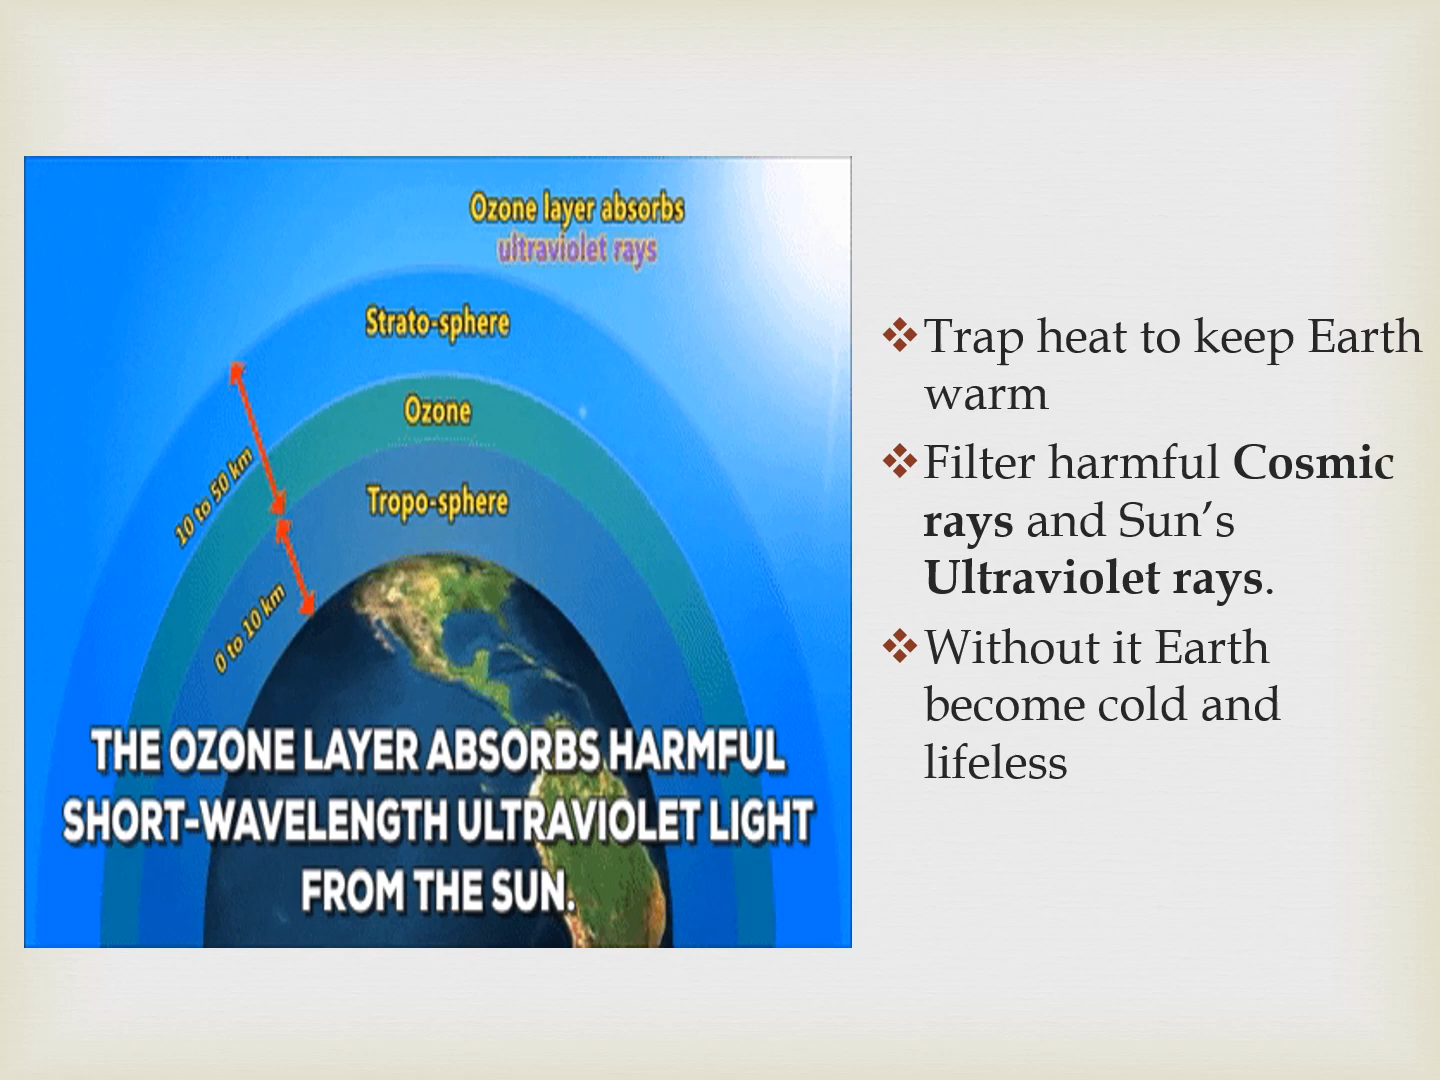 Ozone layer absorbs
ultraviolet rays
Strato-sphere
Ozone
Tropo-sphere
10 to 50 km
0 to 10 km
THE OZONE LAYER ABSORBS HARMFUL
SHORT-WAVELENGTH ULTRAVIOLET LIGHT
FROM THE SUN.
Trap heat to keep Earth
warm
Filter harmful Cosmic
rays and Sun’s
Ultraviolet rays.
Without it Earth
become cold and
lifeless